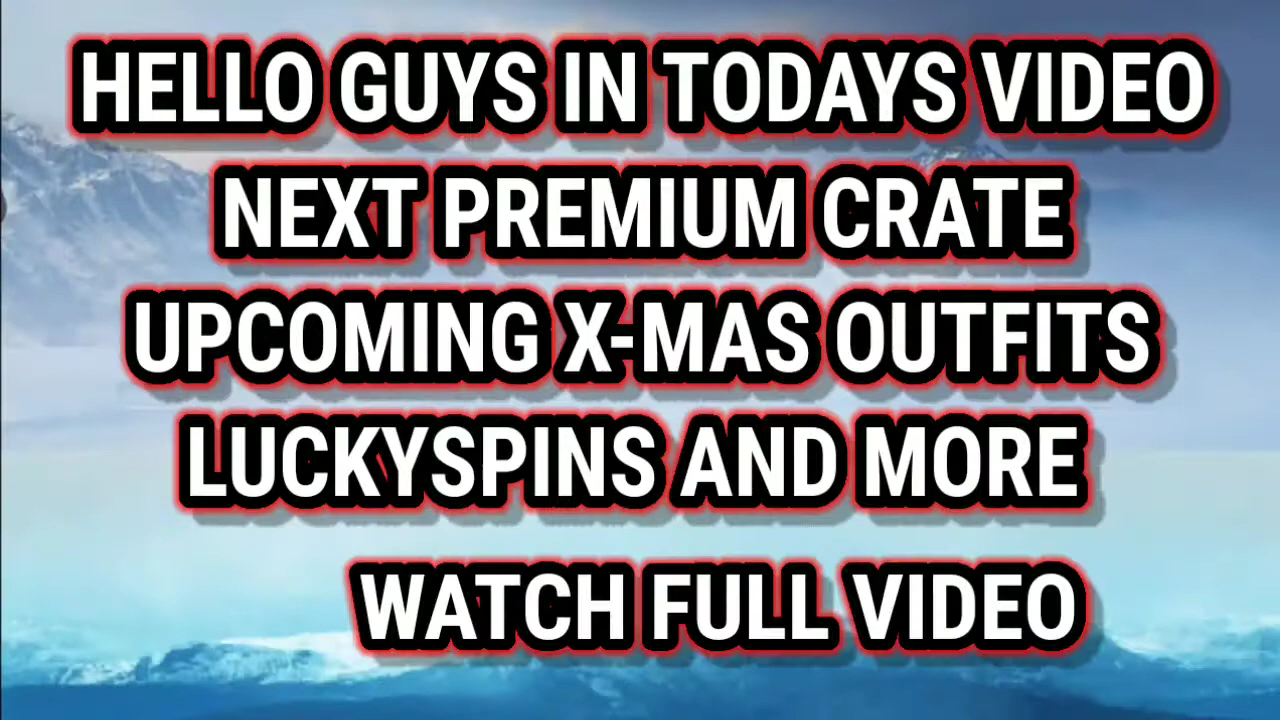 HELLO GUYS IN TODAYS VIDEO
NEXT PREMIUM CRATE
UPCOMING X-MAS OUTFITS
LUCKYSPINS AND MORE
WATCH FULL VIDEO